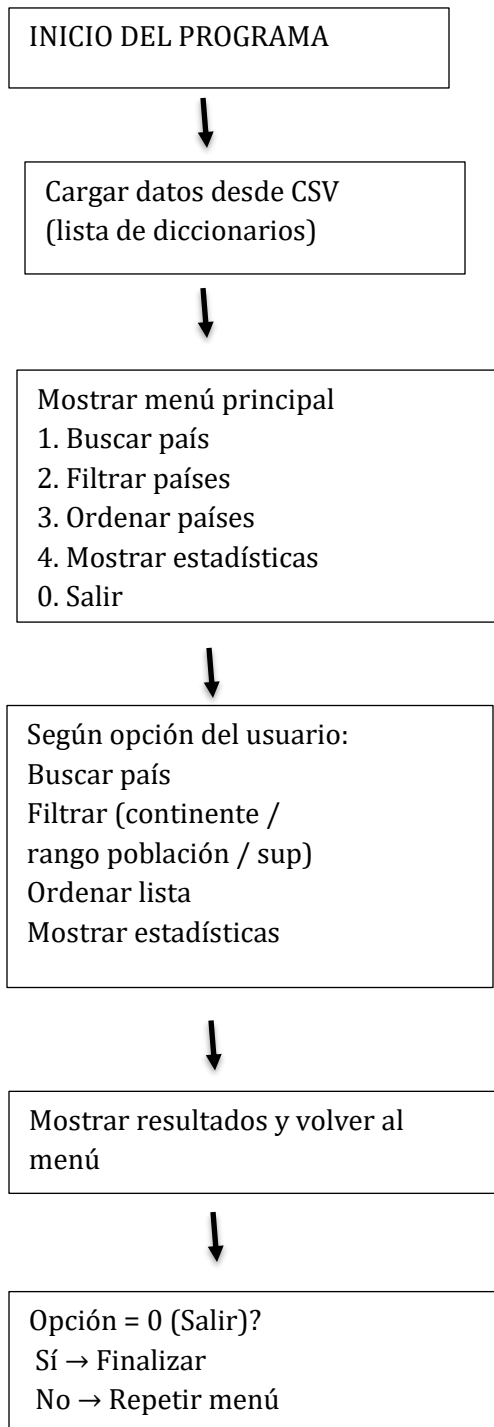 INICIO DEL PROGRAMA
Cargar datos desde CSV
(lista de diccionarios)
Mostrar menú principal
1. Buscar país
2. Filtrar países
3. Ordenar países
4. Mostrar estadísticas
0. Salir
Según opción del usuario:
Buscar país
Filtrar (continente /
rango población / sup)
Ordenar lista
Mostrar estadísticas
Mostrar resultados y volver al
menú
Opción = 0 (Salir)?
Sí → Finalizar
No → Repetir menú